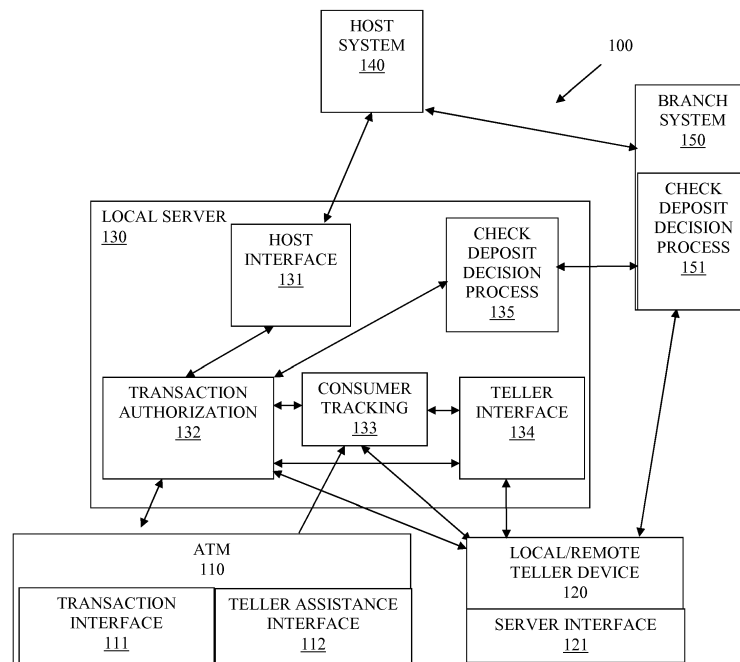 HOST
SYSTEM
140
100
BRANCH
SYSTEM
150
CHECK
DEPOSIT
DECISION
PROCESS
151
LOCAL SERVER
130
HOST
INTERFACE
131
CHECK
DEPOSIT
DECISION
PROCESS
135
TRANSACTION
AUTHORIZATION
132
CONSUMER
TRACKING
133
TELLER
INTERFACE
134
ATM
110
TRANSACTION
INTERFACE
111
TELLER ASSISTANCE
INTERFACE
112
LOCAL/REMOTE
TELLER DEVICE
120
SERVER INTERFACE
121